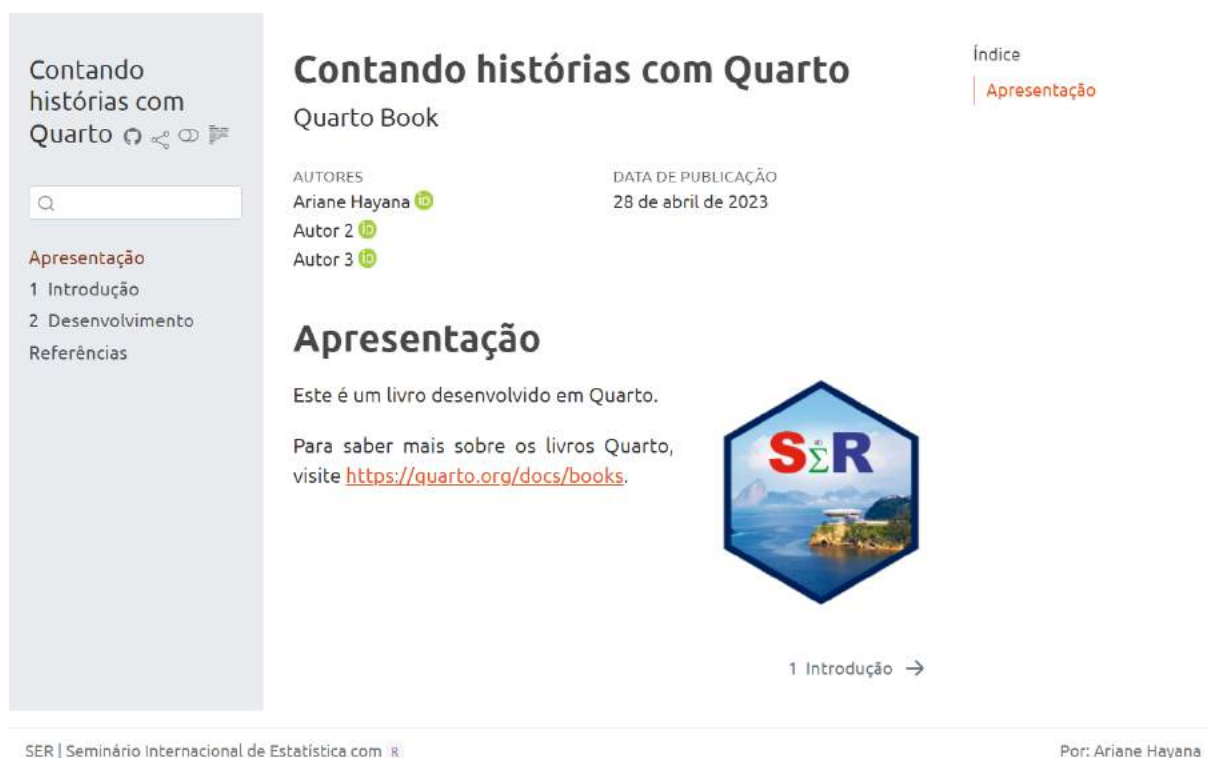 Contando
histórias com
Quarto
Apresentação
1 Introdução
2 Desenvolvimento
Referências
Contando histórias com Quarto
Quarto Book
AUTORES
Ariane Hayana iD
Autor 2 iD
Autor 3 iD
DATA DE PUBLICAÇÃO
28 de abril de 2023
Apresentação
Este é um livro desenvolvido em Quarto.
Para saber mais sobre os livros Quarto,
visite https://quarto.org/docs/books.
SΣR
1 Introdução →
Índice
Apresentação
SER | Seminário Internacional de Estatística com R
Por: Ariane Hayana